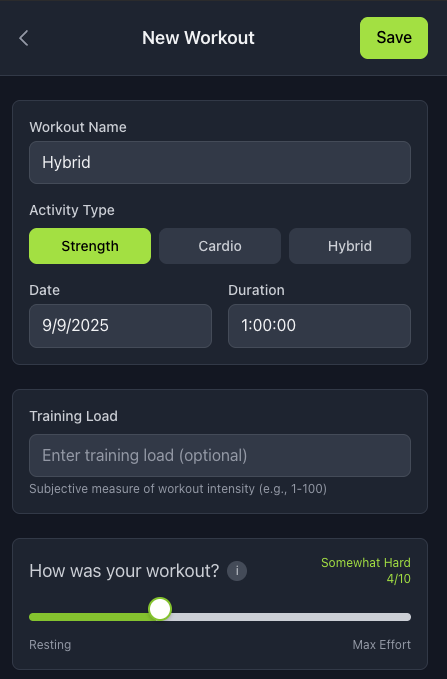 New Workout
Save
Workout Name
Hybrid
Activity Type
Strength Cardio Hybrid
Date Duration
9/9/2025 1:00:00
Training Load
Enter training load (optional)
Subjective measure of workout intensity (e.g., 1-100)
How was your workout? i
Somewhat Hard
4/10
Resting Max Effort